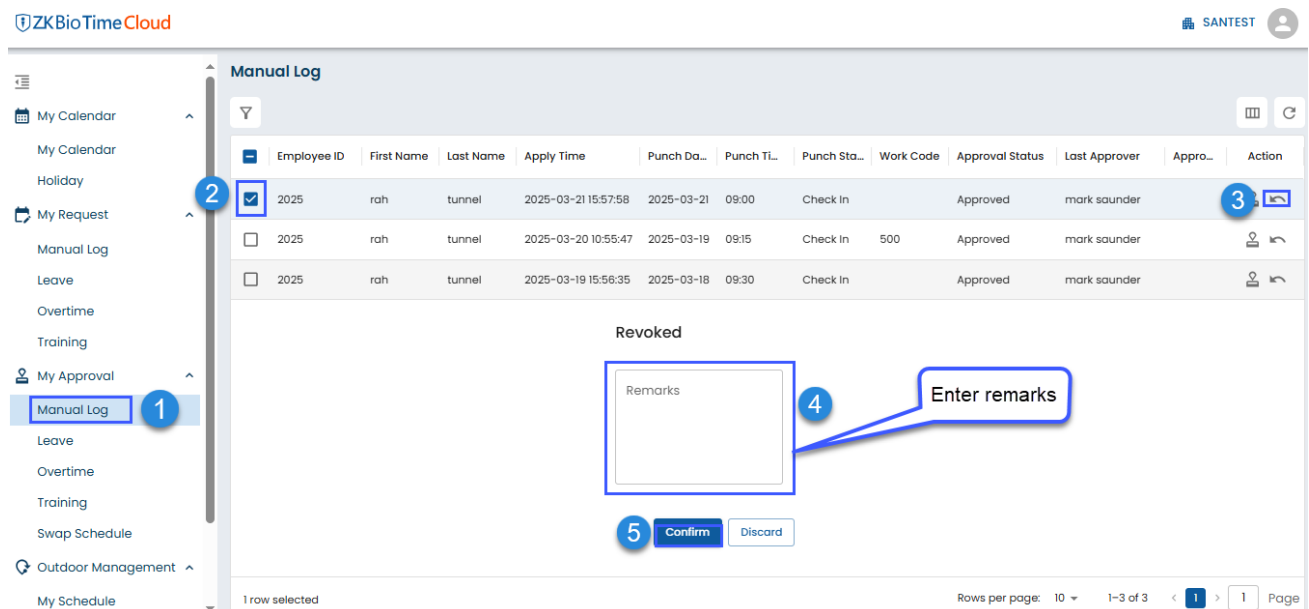 ZKBioTime Cloud
SANTEST
My Calendar
My Calendar
Holiday
My Request
Manual Log
Leave
Overtime
Training
My Approval
Manual Log
1
Leave
Overtime
Training
Swap Schedule
Outdoor Management
My Schedule
Manual Log
Employee ID First Name Last Name Apply Time Punch Da... Punch Ti... Punch Sta... Work Code Approval Status Last Approver Appro... Action
2 2025 rah tunnel 2025-03-21 15:57:58 2025-03-21 09:00 Check In Approved mark saunder 3
2025 rah tunnel 2025-03-20 10:55:47 2025-03-19 09:15 Check In 500 Approved mark saunder
2025 rah tunnel 2025-03-19 15:56:35 2025-03-18 09:30 Check In Approved mark saunder
Revoked
Remarks
4
Enter remarks
5 Confirm Discard
1 row selected
Rows per page: 10 1-3 of 3 < 1 > 1 Page